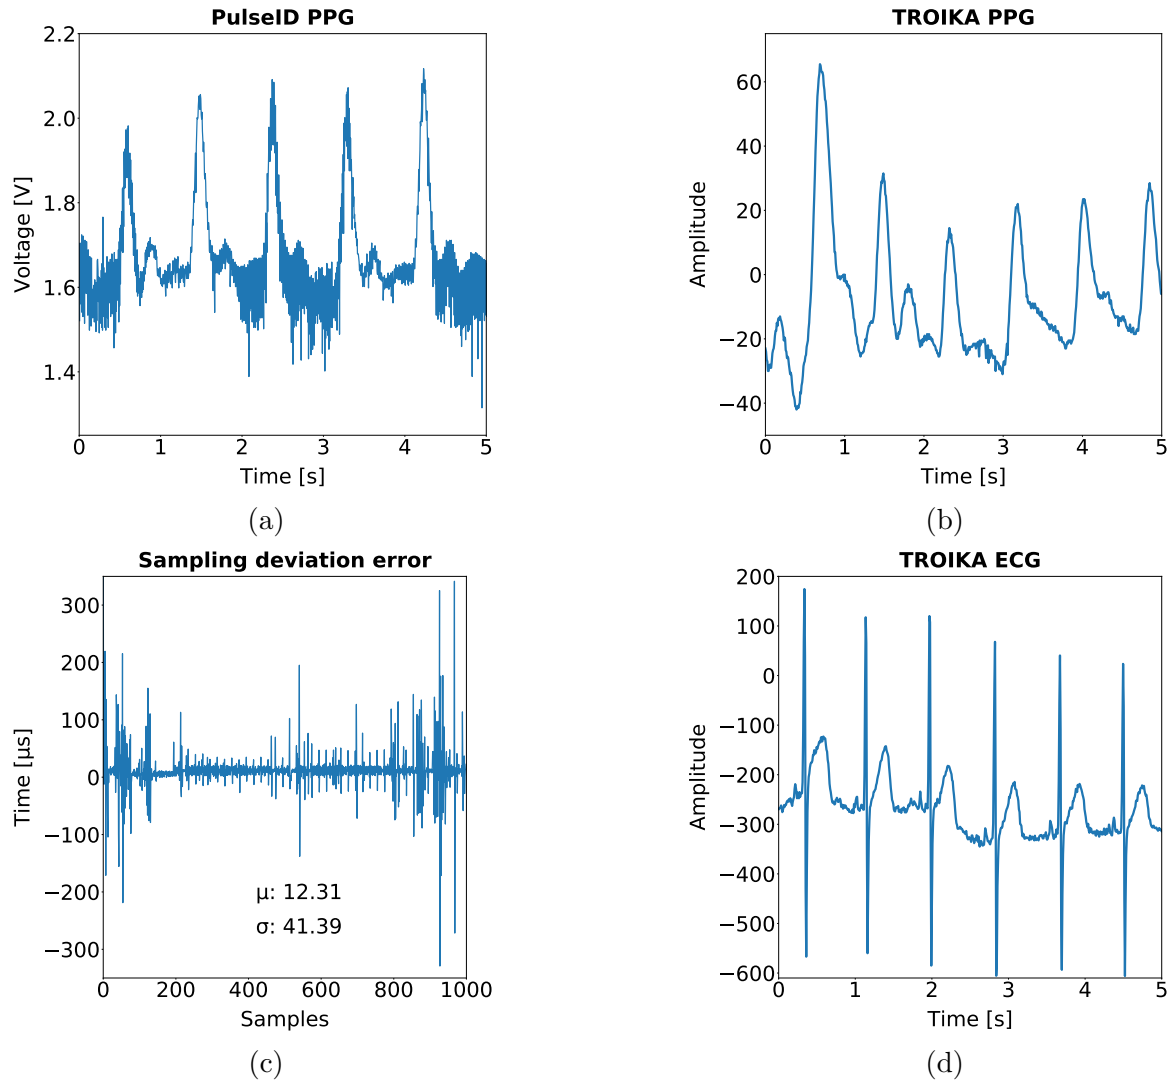 PulseID PPG
2.2
2.0
1.8
1.6
1.4
Voltage [V]
0 1 2 3 4 5
Time [s]
(a)
TROIKA PPG
60
40
20
0
−20
−40
Amplitude
0 1 2 3 4 5
Time [s]
(b)
Sampling deviation error
300
200
100
0
−100
−200
−300
Time [µs]
µ: 12.31
σ: 41.39
0 200 400 600 800 1000
Samples
(c)
TROIKA ECG
200
100
0
−100
−200
−300
−400
−500
−600
Amplitude
0 1 2 3 4 5
Time [s]
(d)